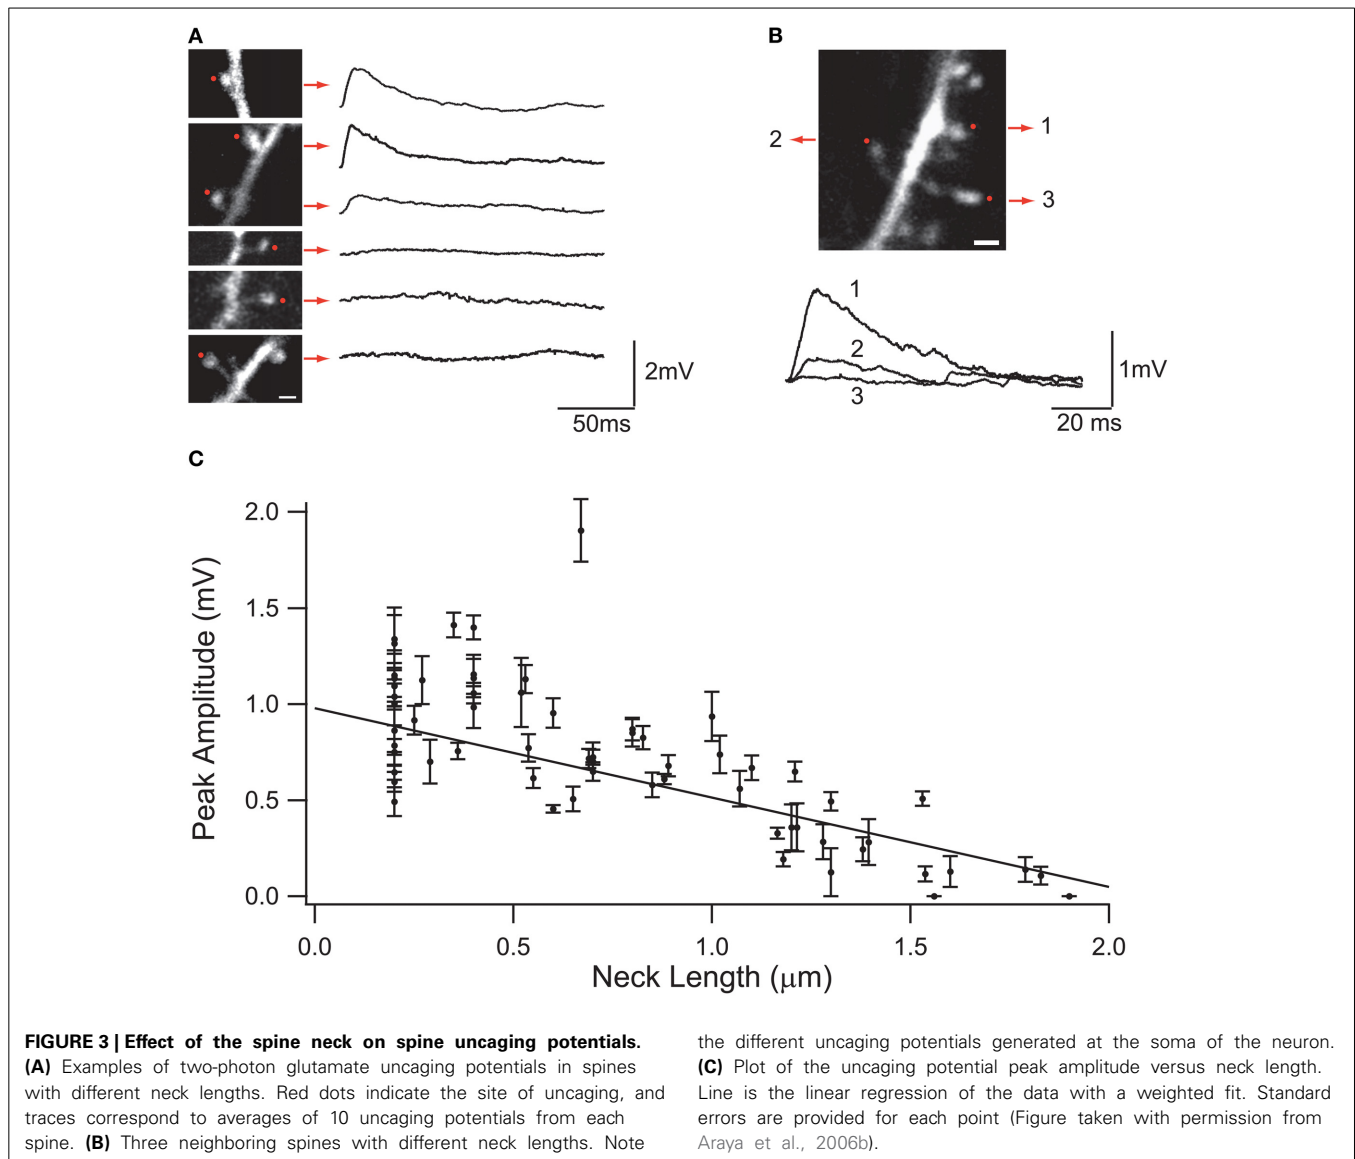 A
B
2
1
3
2mV
50ms
1
2
3
1mV
20 ms
C
2.0
1.5
1.0
0.5
0.0
Peak Amplitude (mV)
0.0
0.5
1.0
1.5
2.0
Neck Length (μm)
FIGURE 3 | Effect of the spine neck on spine uncaging potentials.
(A) Examples of two-photon glutamate uncaging potentials in spines
with different neck lengths. Red dots indicate the site of uncaging, and
traces correspond to averages of 10 uncaging potentials from each
spine. (B) Three neighboring spines with different neck lengths. Note
the different uncaging potentials generated at the soma of the neuron.
(C) Plot of the uncaging potential peak amplitude versus neck length.
Line is the linear regression of the data with a weighted fit. Standard
errors are provided for each point (Figure taken with permission from
Araya et al., 2006b).